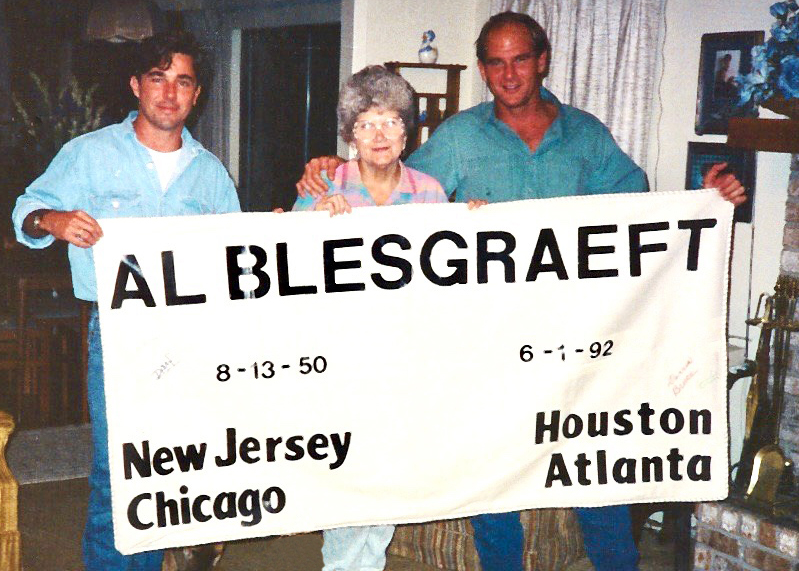 AL BLESGRAEFT
8-13-50
6-1-92
New Jersey
Chicago
Houston
Atlanta